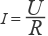 I = U/R